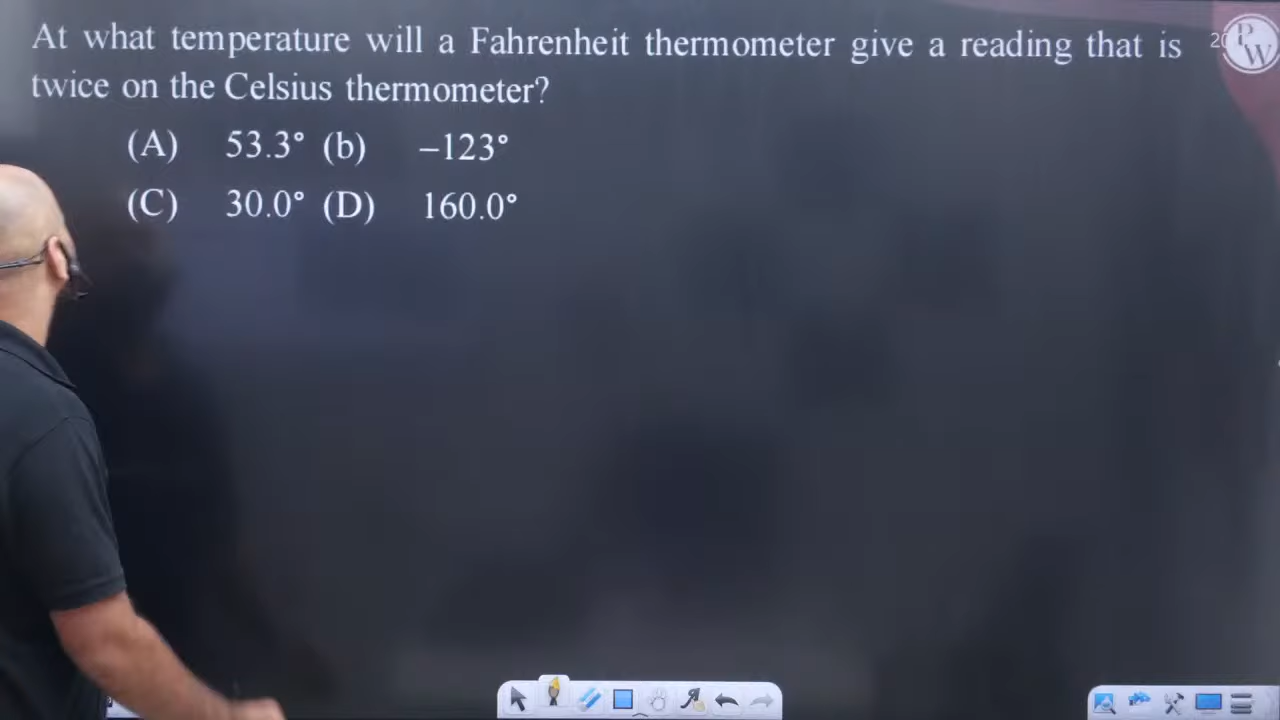 At what temperature will a Fahrenheit thermometer give a reading that is
twice on the Celsius thermometer?
(A) 53.3° (b) –123°
(C) 30.0° (D) 160.0°
PW